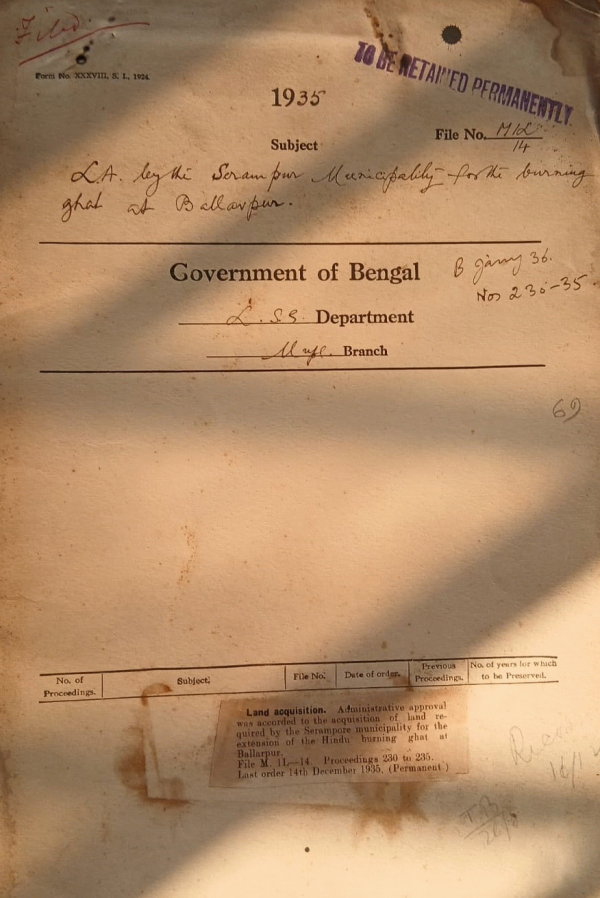 Filed
Form No. XXXVIII, S. I., 1924.
TO BE RETAINED PERMANENTLY
1935
File No. M1L/14
Subject
L.A. by the Serampur Municipality for the burning
ghat at Ballavpur.
Government of Bengal
B Jany 36.
Nos 230-35.
L.S.G. Department
Munl. Branch
69
No. of Proceedings.
Subject.
File No.
Date of order.
Previous Proceedings.
No. of years for which to be Preserved.
Land acquisition. Administrative approval
was accorded to the acquisition of land re-
quired by the Serampore municipality for the
extension of the Hindu burning ghat at
Ballarpur.
File M. 1L—14. Proceedings 230 to 235.
Last order 14th December 1935. (Permanent.)